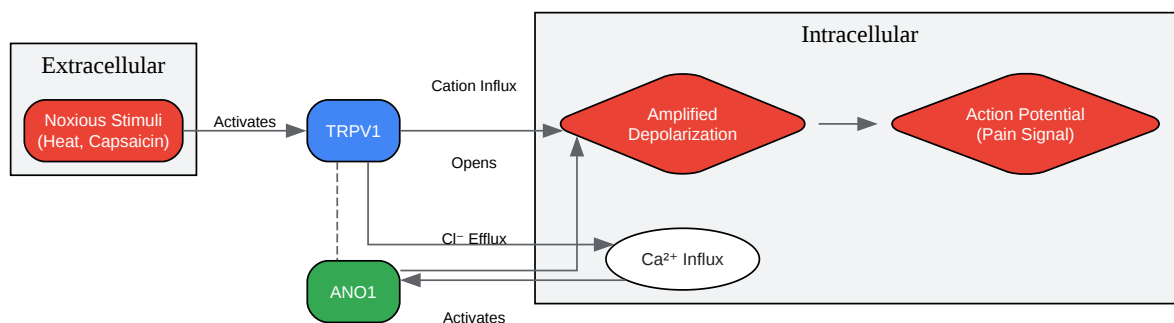 Intracellular
Extracellular
Cation Influx
Noxious Stimuli
(Heat, Capsaicin)
Activates
TRPV1
Amplified
Depolarization
Action Potential
(Pain Signal)
Opens
Cl⁻ Efflux
Ca²⁺ Influx
ANO1
Activates